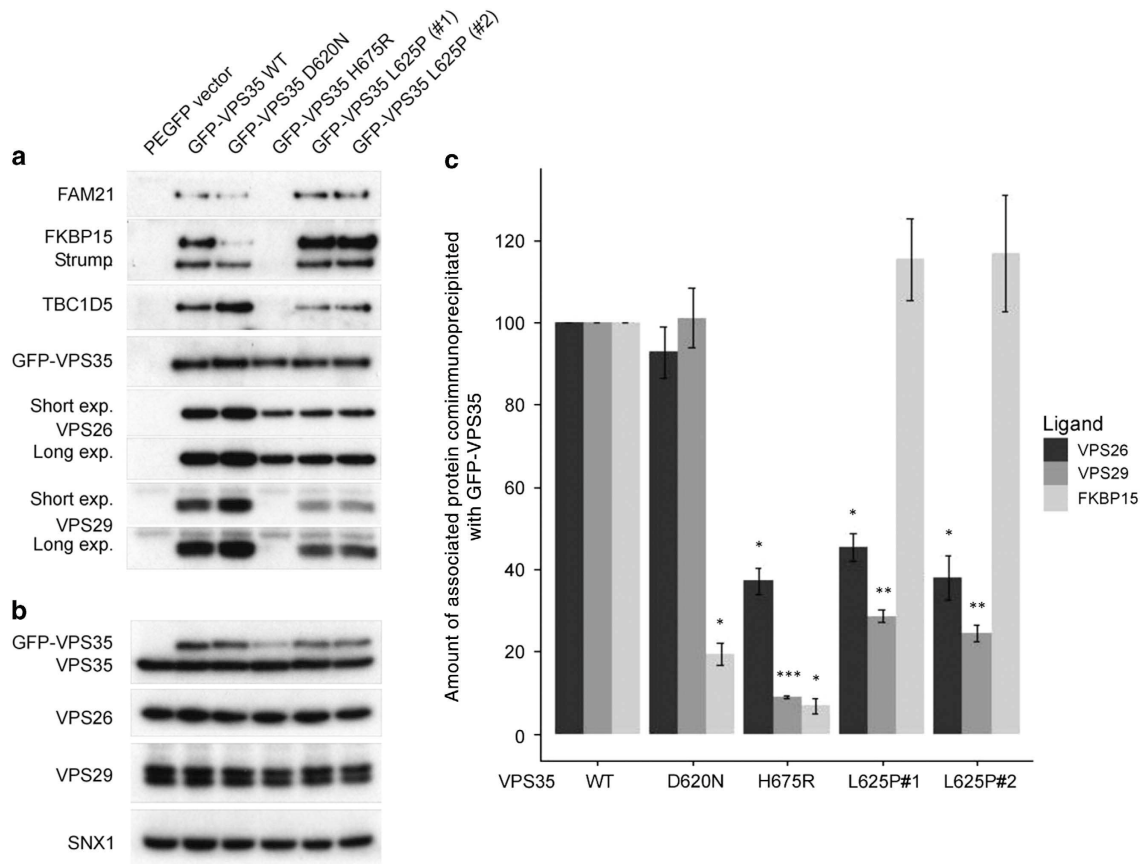 PEGFP vector
GFP-VPS35 WT
GFP-VPS35 D620N
GFP-VPS35 H675R
GFP-VPS35 L625P (#1)
GFP-VPS35 L625P (#2)
a
FAM21
FKBP15
Strump
TBC1D5
GFP-VPS35
Short exp.
VPS26
Long exp.
Short exp.
VPS29
Long exp.
b
GFP-VPS35
VPS35
VPS26
VPS29
SNX1
c
Amount of associated protein comimmunoprecipitated
with GFP-VPS35
120
100
80
60
40
20
0
*
*
*** *
*
**
*
**
VPS35 WT D620N H675R L625P#1 L625P#2
Ligand
VPS26
VPS29
FKBP15